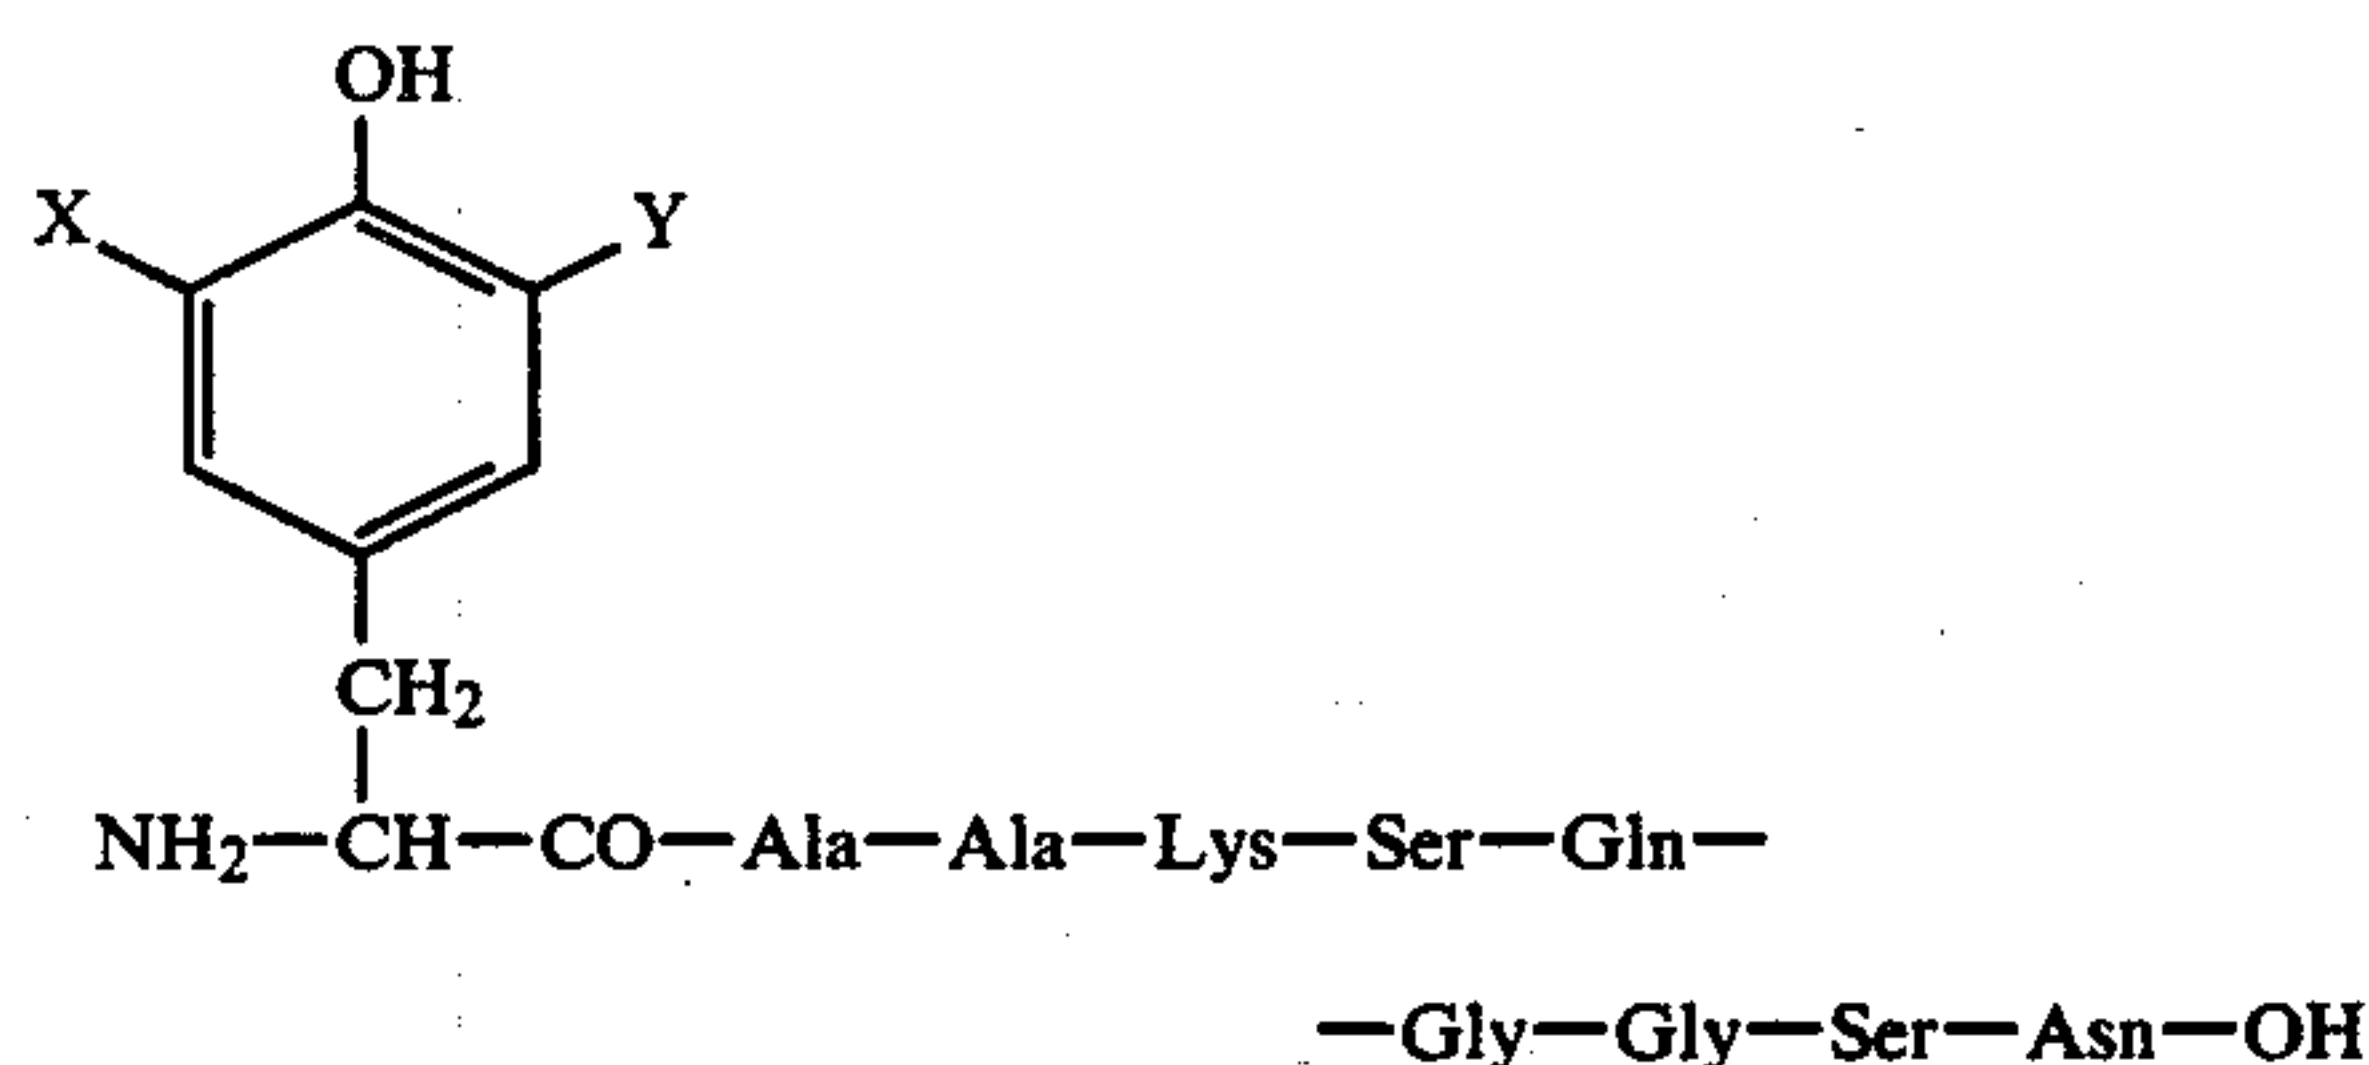 OH
X
Y
CH2
NH2—CH—CO—Ala—Ala—Lys—Ser—Gln—
—Gly—Gly—Ser—Asn—OH